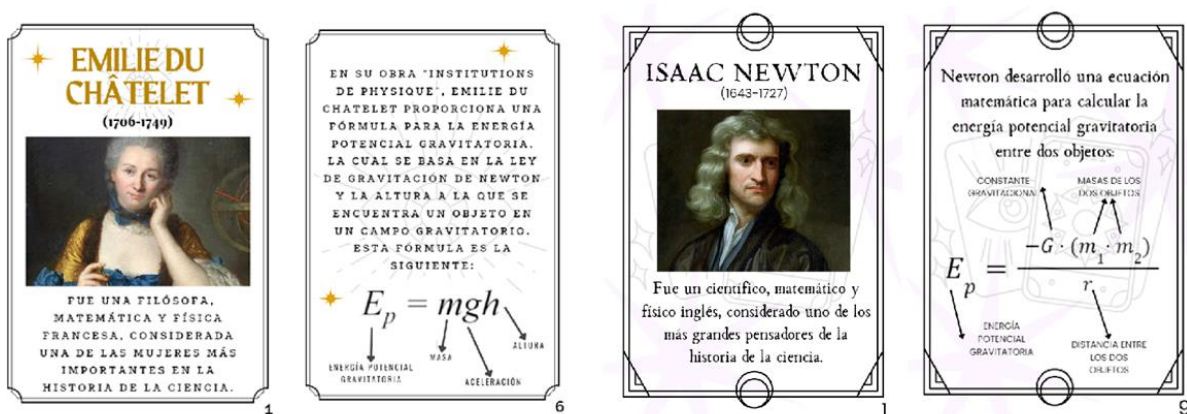 EMILIE DU
CHÂTELET
(1706-1749)
FUE UNA FILÓSOFA,
MATEMÁTICA Y FÍSICA
FRANCESA, CONSIDERADA
UNA DE LAS MUJERES MÁS
IMPORTANTES EN LA
HISTORIA DE LA CIENCIA.
1
EN SU OBRA "INSTITUTIONS
DE PHYSIQUE", EMILIE DU
CHATELET PROPORCIONA UNA
FÓRMULA PARA LA ENERGÍA
POTENCIAL GRAVITATORIA,
LA CUAL SE BASA EN LA LEY
DE GRAVITACIÓN DE NEWTON
Y LA ALTURA A LA QUE SE
ENCUENTRA UN OBJETO EN
UN CAMPO GRAVITATORIO.
ESTA FÓRMULA ES LA
SIGUIENTE:
E_p = mgh
ALTURA
MASA
ENERGÍA POTENCIAL
GRAVITATORIA
ACELERACIÓN
6
ISAAC NEWTON
(1643-1727)
Fue un científico, matemático y
físico inglés, considerado uno de los
más grandes pensadores de la
historia de la ciencia.
1
Newton desarrolló una ecuación
matemática para calcular la
energía potencial gravitatoria
entre dos objetos:
CONSTANTE
GRAVITACIONAL
MASAS DE LOS
DOS OBJETOS
E_p = −G · (m_1 · m_2) / r
ENERGÍA
POTENCIAL
GRAVITATORIA
DISTANCIA ENTRE
LOS DOS
OBJETOS
9